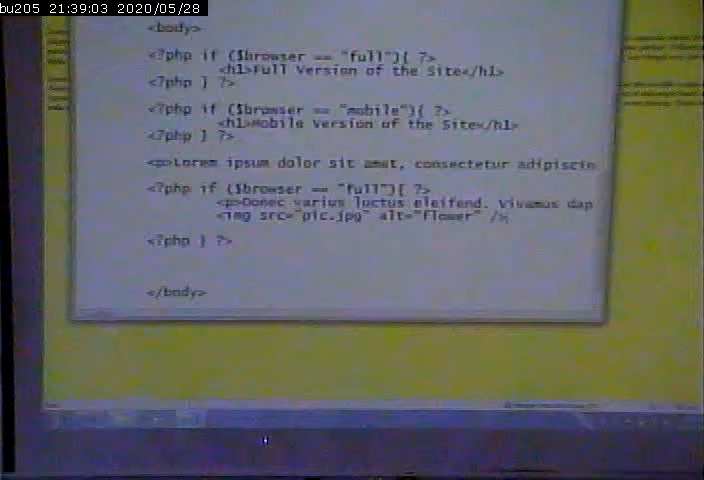 bu205 21:39:03 2020/05/28
<body>
<?php if ($browser == "full"){ ?>
<h1>Full Version of the Site</h1>
<?php } ?>
<?php if ($browser == "mobile"){ ?>
<h1>Mobile Version of the Site</h1>
<?php } ?>
<p>Lorem ipsum dolor sit amet, consectetur adipiscin
<?php if ($browser == "full"){ ?>
<p>Donec varius luctus eleifend. Vivamus dap
<img src="pic.jpg" alt="flower" />
<?php } ?>
</body>